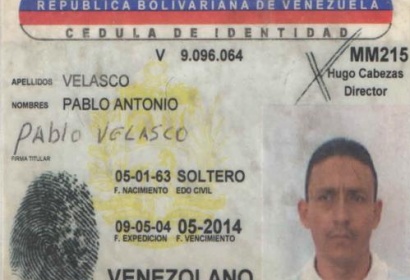 REPUBLICA BOLIVARIANA DE VENEZUELA
CEDULA DE IDENTIDAD
V 9.096.064
MM215
Hugo Cabezas
Director
APELLIDOS VELASCO
NOMBRES PABLO ANTONIO
Pablo VELASCO
FIRMA TITULAR
05-01-63 SOLTERO
F. NACIMIENTO EDO CIVIL
09-05-04 05-2014
F. EXPEDICION F. VENCIMIENTO
VENEZOLANO